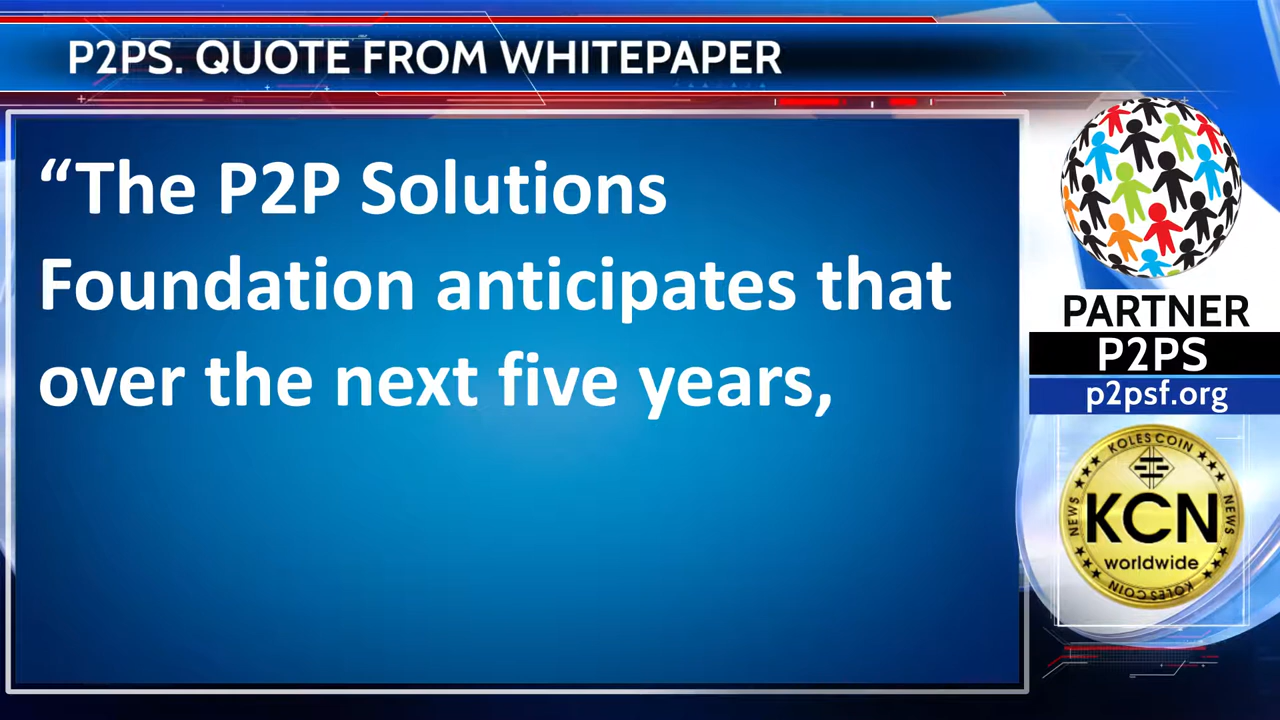 P2PS. QUOTE FROM WHITEPAPER
“The P2P Solutions
Foundation anticipates that
over the next five years,
PARTNER
P2PS
p2psf.org
KOLES COIN
NEWS
KCN
NEWS
worldwide
KOLES COIN